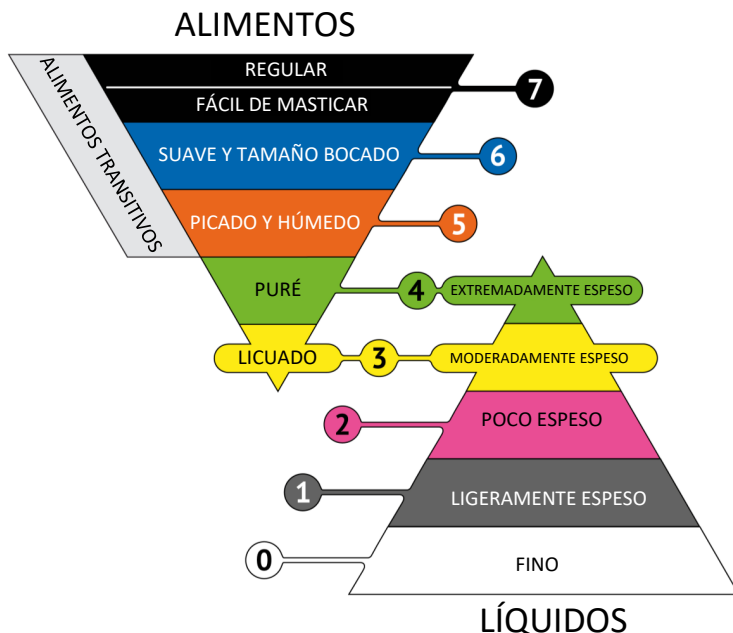 ALIMENTOS
ALIMENTOS TRANSITIVOS
REGULAR
FÁCIL DE MASTICAR
7
SUAVE Y TAMAÑO BOCADO
6
PICADO Y HÚMEDO
5
PURÉ
4
EXTREMADAMENTE ESPESO
LICUADO
3
MODERADAMENTE ESPESO
2
POCO ESPESO
1
LIGERAMENTE ESPESO
0
FINO
LÍQUIDOS